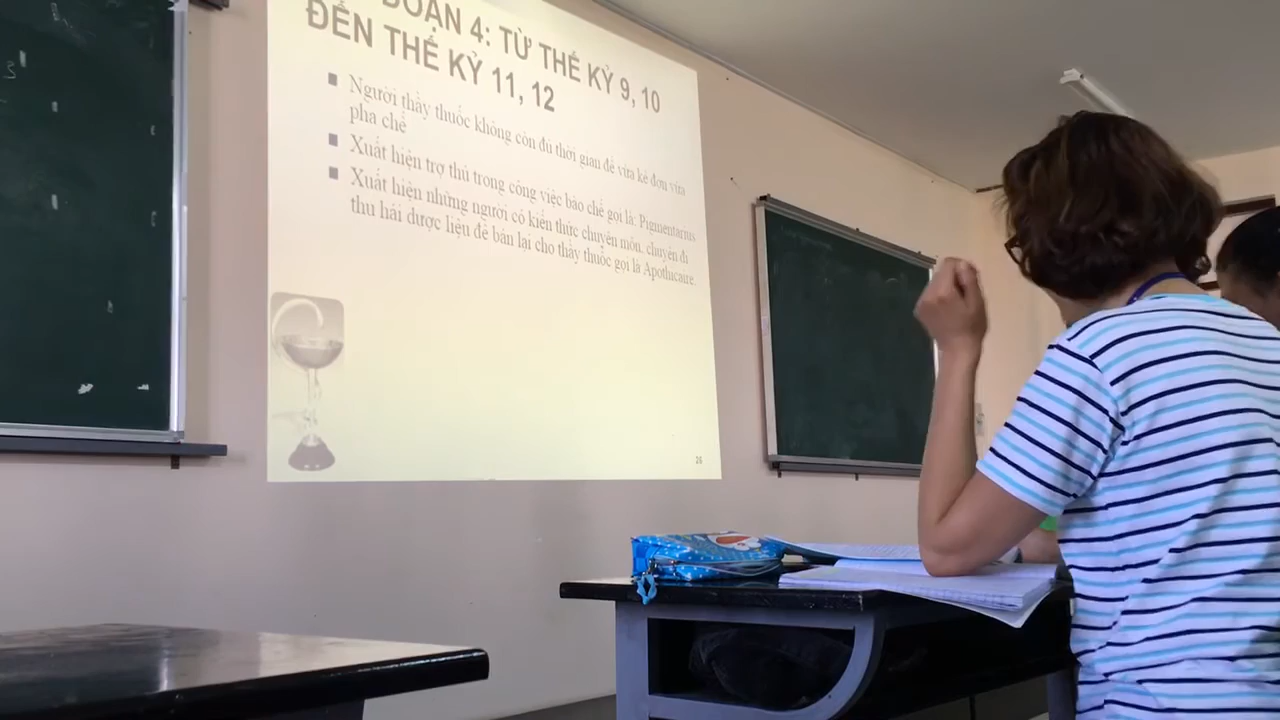 ĐOẠN 4: TỪ THẾ KỶ 9, 10
ĐẾN THẾ KỶ 11, 12
Người thầy thuốc không còn đủ thời gian để vừa kê đơn vừa
pha chế
Xuất hiện trợ thủ trong công việc bào chế gọi là: Pigmentarius
Xuất hiện những người có kiến thức chuyên môn, chuyên đi
thu hái dược liệu để bán lại cho thầy thuốc gọi là Apothicaire.
26